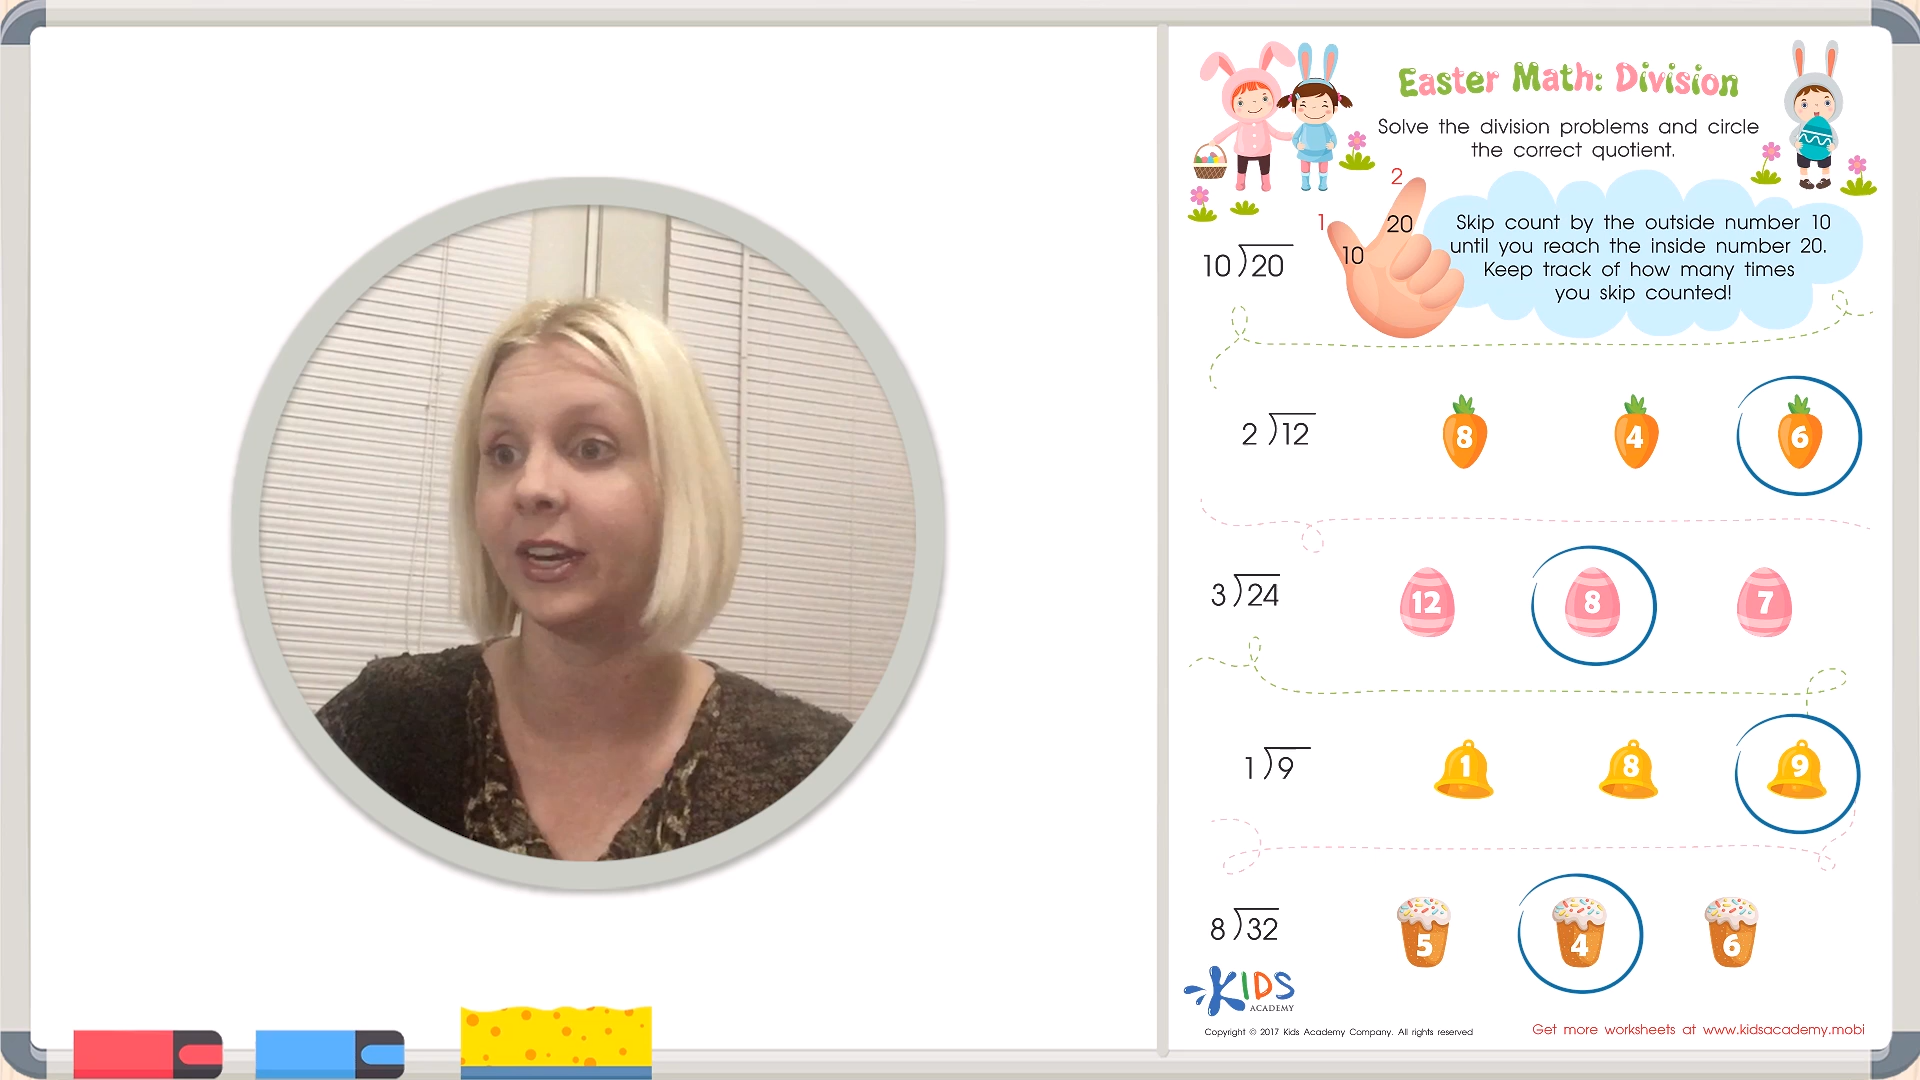 Easter Math: Division
Solve the division problems and circle
the correct quotient.
2
1
20
10
10)20
Skip count by the outside number 10
until you reach the inside number 20.
Keep track of how many times
you skip counted!
2)12
8 4 6
3)24
12 8 7
1)9
1 8 9
8)32
5 4 6
KIDS
ACADEMY
Copyright © 2017 Kids Academy Company. All rights reserved
Get more worksheets at www.kidsacademy.mobi